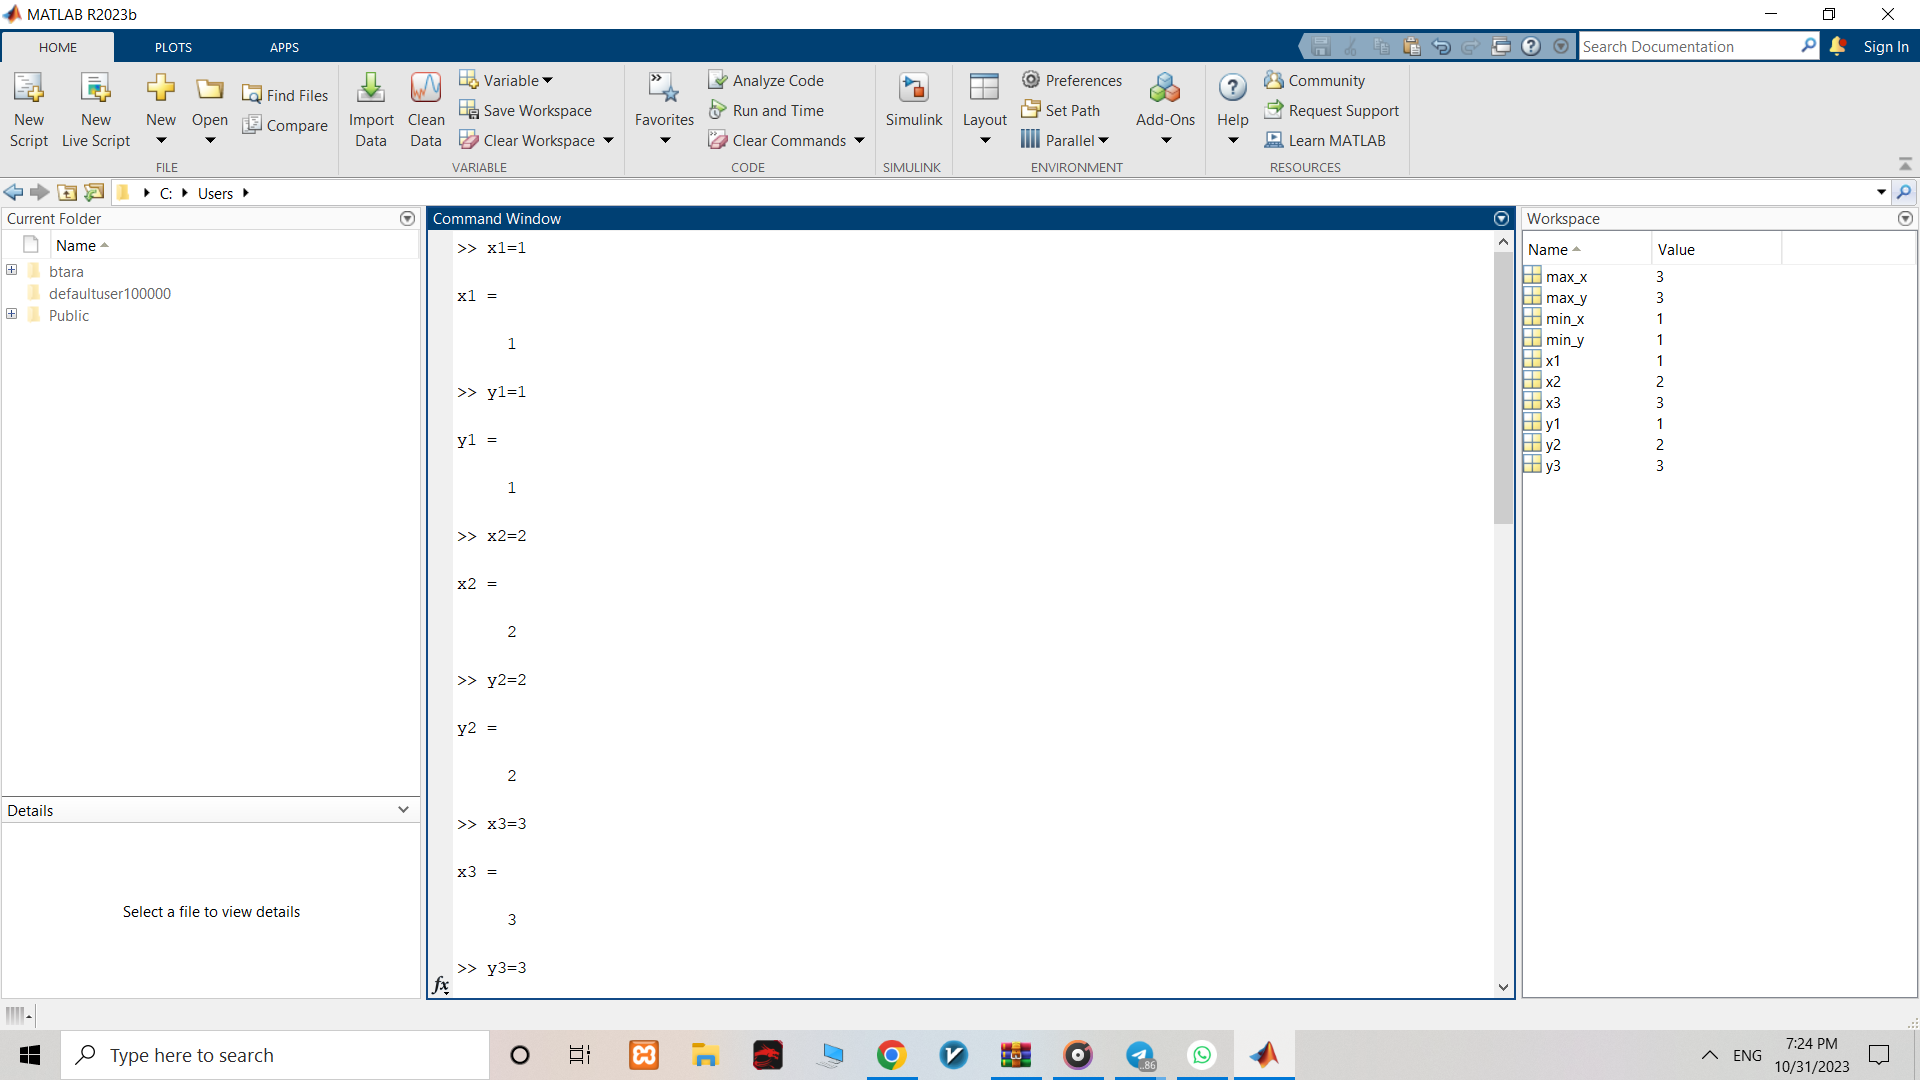 MATLAB R2023b
HOME PLOTS APPS
Search Documentation
Sign In
New Script
New Live Script
New
Open
Find Files
Compare
FILE
Import Data
Clean Data
Variable
Save Workspace
Clear Workspace
VARIABLE
Favorites
Analyze Code
Run and Time
Clear Commands
CODE
Simulink
SIMULINK
Layout
Preferences
Set Path
Parallel
Add-Ons
ENVIRONMENT
Help
Community
Request Support
Learn MATLAB
RESOURCES
C: Users
Current Folder
Name
btara
defaultuser100000
Public
Details
Select a file to view details
Command Window
>> x1=1
x1 =
1
>> y1=1
y1 =
1
>> x2=2
x2 =
2
>> y2=2
y2 =
2
>> x3=3
x3 =
3
>> y3=3
fx
Workspace
Name Value
max_x 3
max_y 3
min_x 1
min_y 1
x1 1
x2 2
x3 3
y1 1
y2 2
y3 3
Type here to search
..86
ENG
7:24 PM
10/31/2023